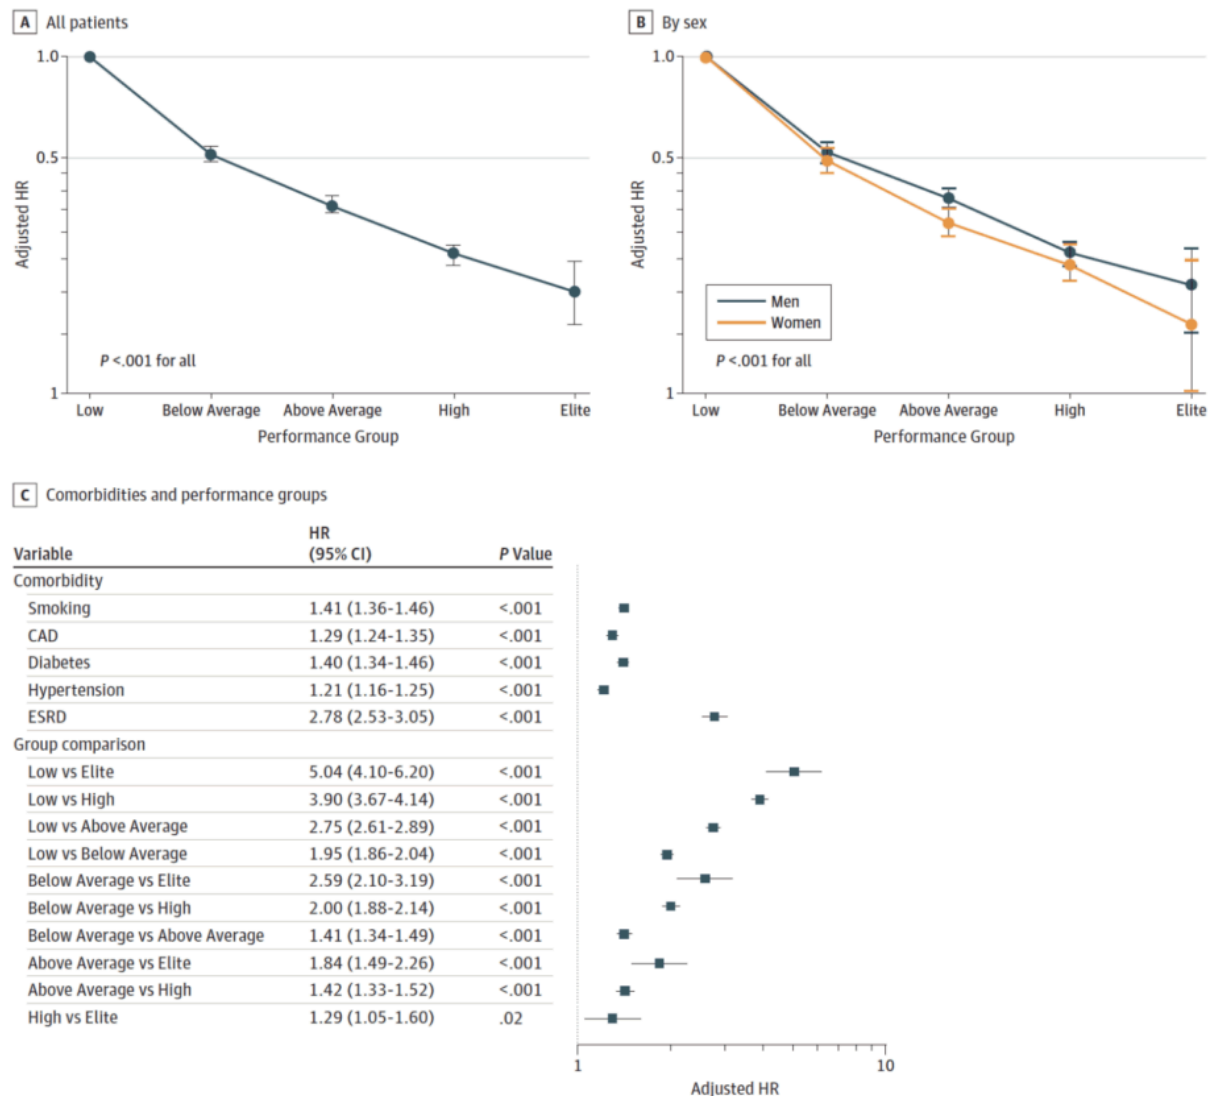 A All patients
1.0
0.5
1
Adjusted HR
P <.001 for all
Low Below Average Above Average High Elite
Performance Group
B By sex
1.0
0.5
1
Adjusted HR
Men
Women
P <.001 for all
Low Below Average Above Average High Elite
Performance Group
C Comorbidities and performance groups
HR
Variable (95% CI) P Value
Comorbidity
Smoking 1.41 (1.36-1.46) <.001
CAD 1.29 (1.24-1.35) <.001
Diabetes 1.40 (1.34-1.46) <.001
Hypertension 1.21 (1.16-1.25) <.001
ESRD 2.78 (2.53-3.05) <.001
Group comparison
Low vs Elite 5.04 (4.10-6.20) <.001
Low vs High 3.90 (3.67-4.14) <.001
Low vs Above Average 2.75 (2.61-2.89) <.001
Low vs Below Average 1.95 (1.86-2.04) <.001
Below Average vs Elite 2.59 (2.10-3.19) <.001
Below Average vs High 2.00 (1.88-2.14) <.001
Below Average vs Above Average 1.41 (1.34-1.49) <.001
Above Average vs Elite 1.84 (1.49-2.26) <.001
Above Average vs High 1.42 (1.33-1.52) <.001
High vs Elite 1.29 (1.05-1.60) .02
1 10
Adjusted HR